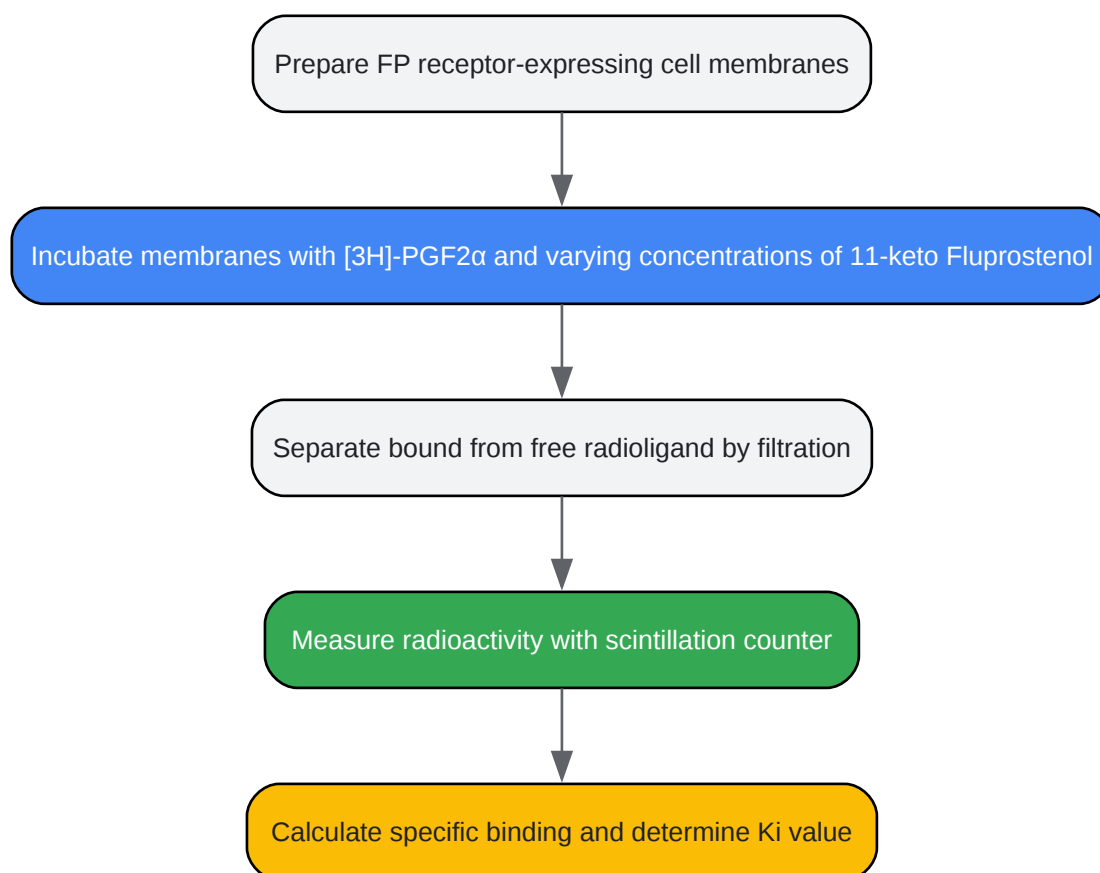 Prepare FP receptor-expressing cell membranes
Incubate membranes with [3H]-PGF2α and varying concentrations of 11-keto Fluprostenol
Separate bound from free radioligand by filtration
Measure radioactivity with scintillation counter
Calculate specific binding and determine Ki value